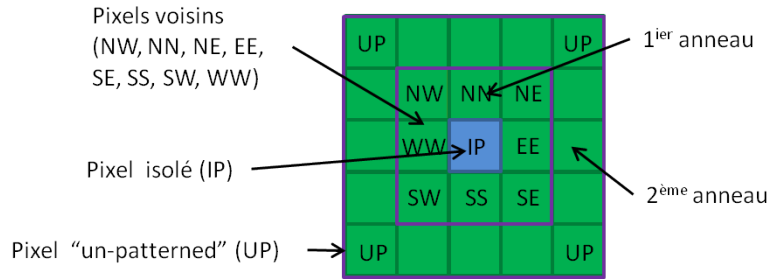 Pixels voisins
(NW, NN, NE, EE,
SE, SS, SW, WW)
Pixel isolé (IP)
Pixel “un-patterned” (UP)
UP UP
NW NN NE
WW IP EE
SW SS SE
UP UP
1ier anneau
2ème anneau